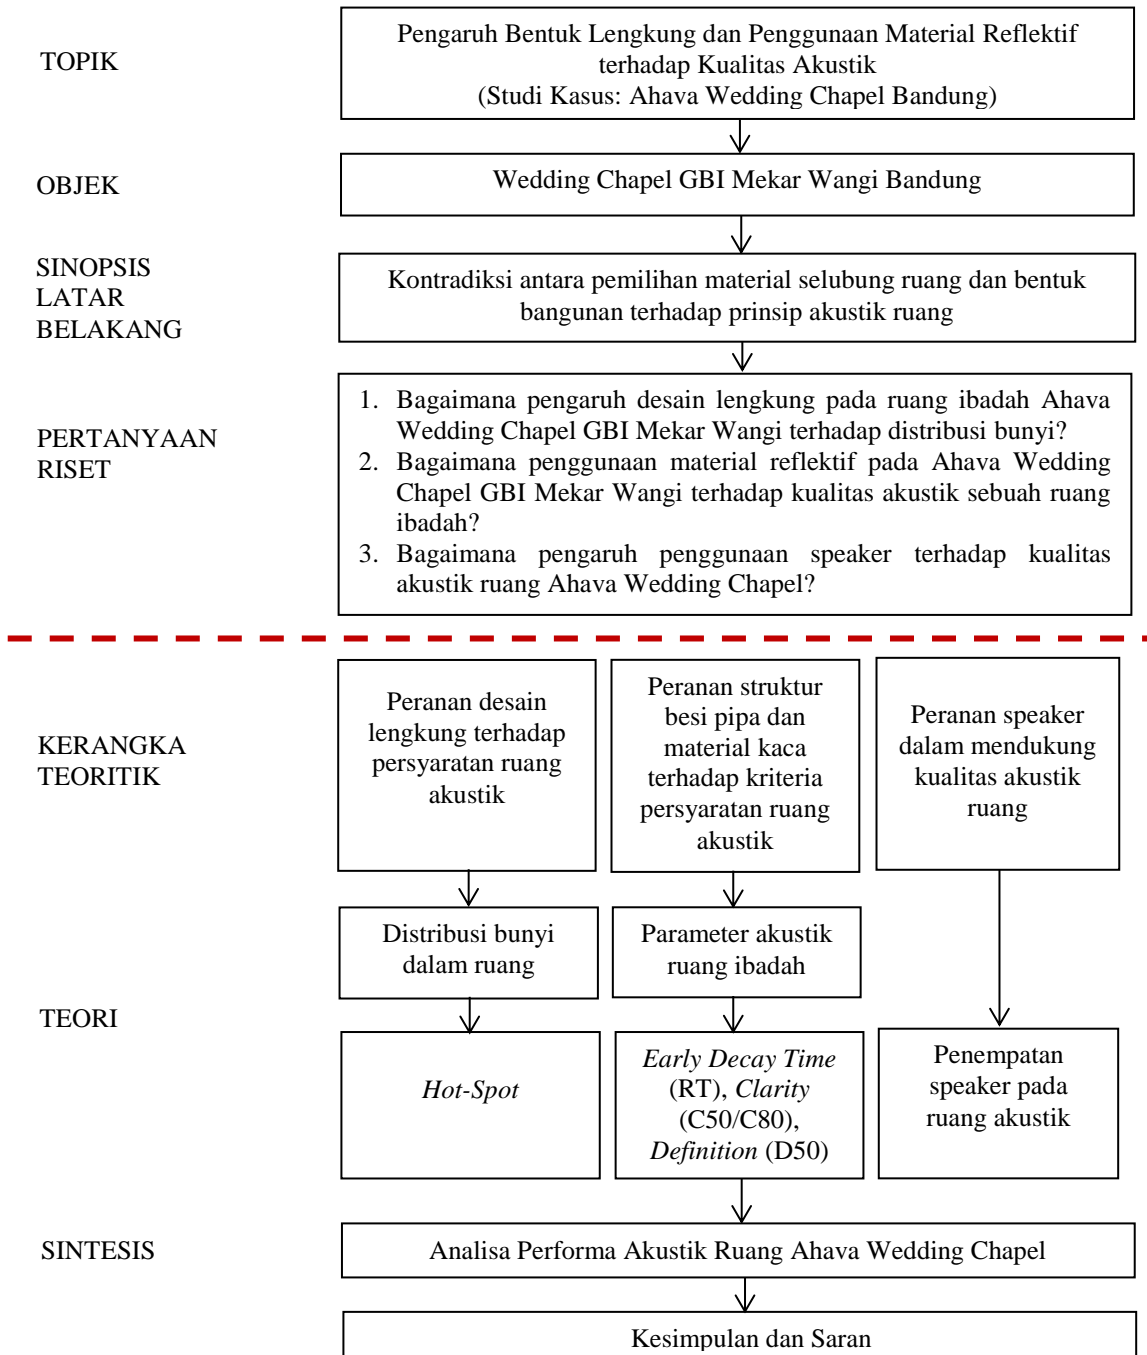 TOPIK
Pengaruh Bentuk Lengkung dan Penggunaan Material Reflektif
terhadap Kualitas Akustik
(Studi Kasus: Ahava Wedding Chapel Bandung)
OBJEK
Wedding Chapel GBI Mekar Wangi Bandung
SINOPSIS
LATAR
BELAKANG
Kontradiksi antara pemilihan material selubung ruang dan bentuk
bangunan terhadap prinsip akustik ruang
PERTANYAAN
RISET
1. Bagaimana pengaruh desain lengkung pada ruang ibadah Ahava
Wedding Chapel GBI Mekar Wangi terhadap distribusi bunyi?
2. Bagaimana penggunaan material reflektif pada Ahava Wedding
Chapel GBI Mekar Wangi terhadap kualitas akustik sebuah ruang
ibadah?
3. Bagaimana pengaruh penggunaan speaker terhadap kualitas
akustik ruang Ahava Wedding Chapel?
KERANGKA
TEORITIK
Peranan desain
lengkung terhadap
persyaratan ruang
akustik
Peranan struktur
besi pipa dan
material kaca
terhadap kriteria
persyaratan ruang
akustik
Peranan speaker
dalam mendukung
kualitas akustik
ruang
TEORI
Distribusi bunyi
dalam ruang
Parameter akustik
ruang ibadah
Hot-Spot
Early Decay Time
(RT), Clarity
(C50/C80),
Definition (D50)
Penempatan
speaker pada
ruang akustik
SINTESIS
Analisa Performa Akustik Ruang Ahava Wedding Chapel
Kesimpulan dan Saran